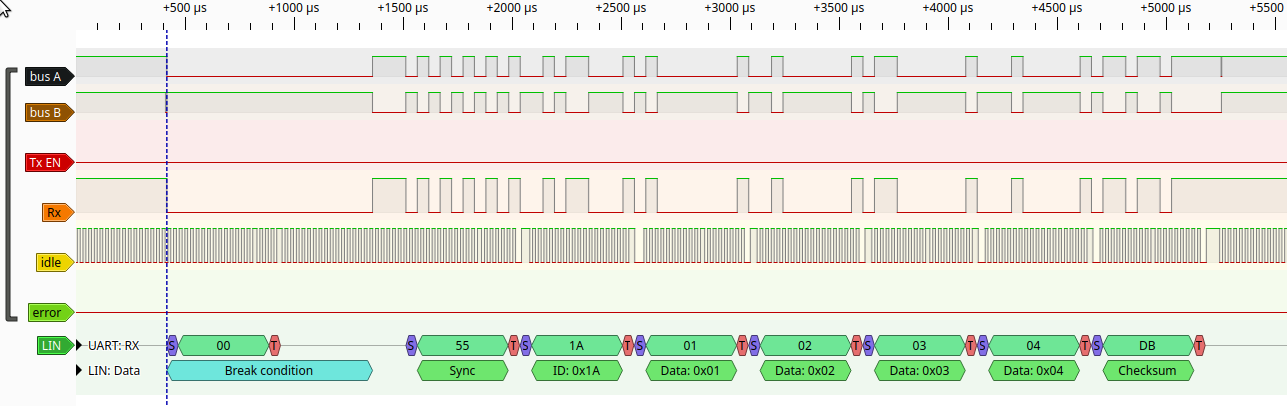 +500 µs +1000 µs +1500 µs +2000 µs +2500 µs +3000 µs +3500 µs +4000 µs +4500 µs +5000 µs +5500
bus A
bus B
Tx EN
Rx
idle
error
LIN UART: RX S 00 T S 55 T S 1A T S 01 T S 02 T S 03 T S 04 T S DB T
LIN: Data Break condition Sync ID: 0x1A Data: 0x01 Data: 0x02 Data: 0x03 Data: 0x04 Checksum